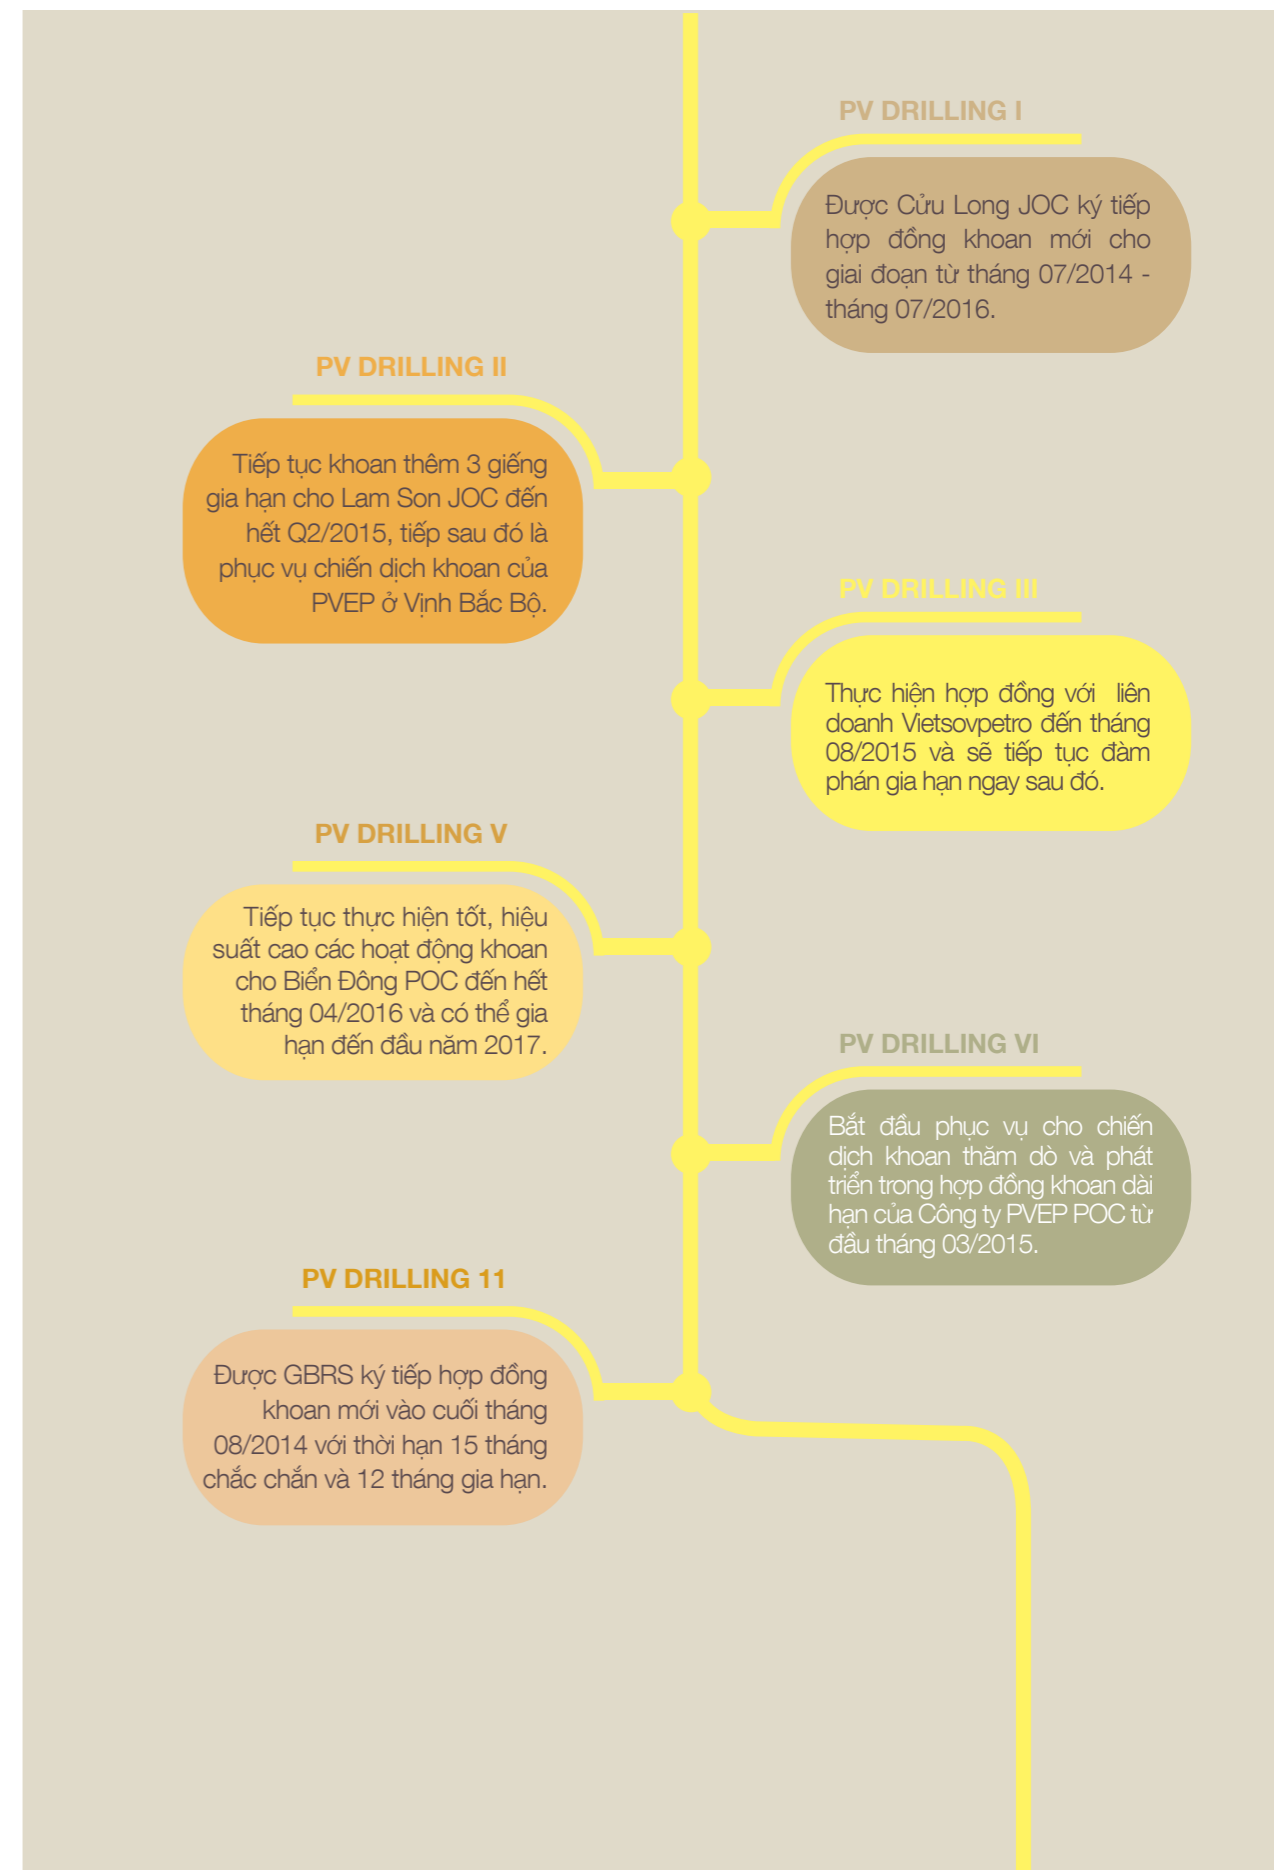 PV DRILLING I
Được Cửu Long JOC ký tiếp
hợp đồng khoan mới cho
giai đoạn từ tháng 07/2014 -
tháng 07/2016.
PV DRILLING II
Tiếp tục khoan thêm 3 giếng
gia hạn cho Lam Son JOC đến
hết Q2/2015, tiếp sau đó là
phục vụ chiến dịch khoan của
PVEP ở Vịnh Bắc Bộ.
PV DRILLING III
Thực hiện hợp đồng với liên
doanh Vietsovpetro đến tháng
08/2015 và sẽ tiếp tục đàm
phán gia hạn ngay sau đó.
PV DRILLING V
Tiếp tục thực hiện tốt, hiệu
suất cao các hoạt động khoan
cho Biển Đông POC đến hết
tháng 04/2016 và có thể gia
hạn đến đầu năm 2017.
PV DRILLING VI
Bắt đầu phục vụ cho chiến
dịch khoan thăm dò và phát
triển trong hợp đồng khoan dài
hạn của Công ty PVEP POC từ
đầu tháng 03/2015.
PV DRILLING 11
Được GBRS ký tiếp hợp đồng
khoan mới vào cuối tháng
08/2014 với thời hạn 15 tháng
chắc chắn và 12 tháng gia hạn.